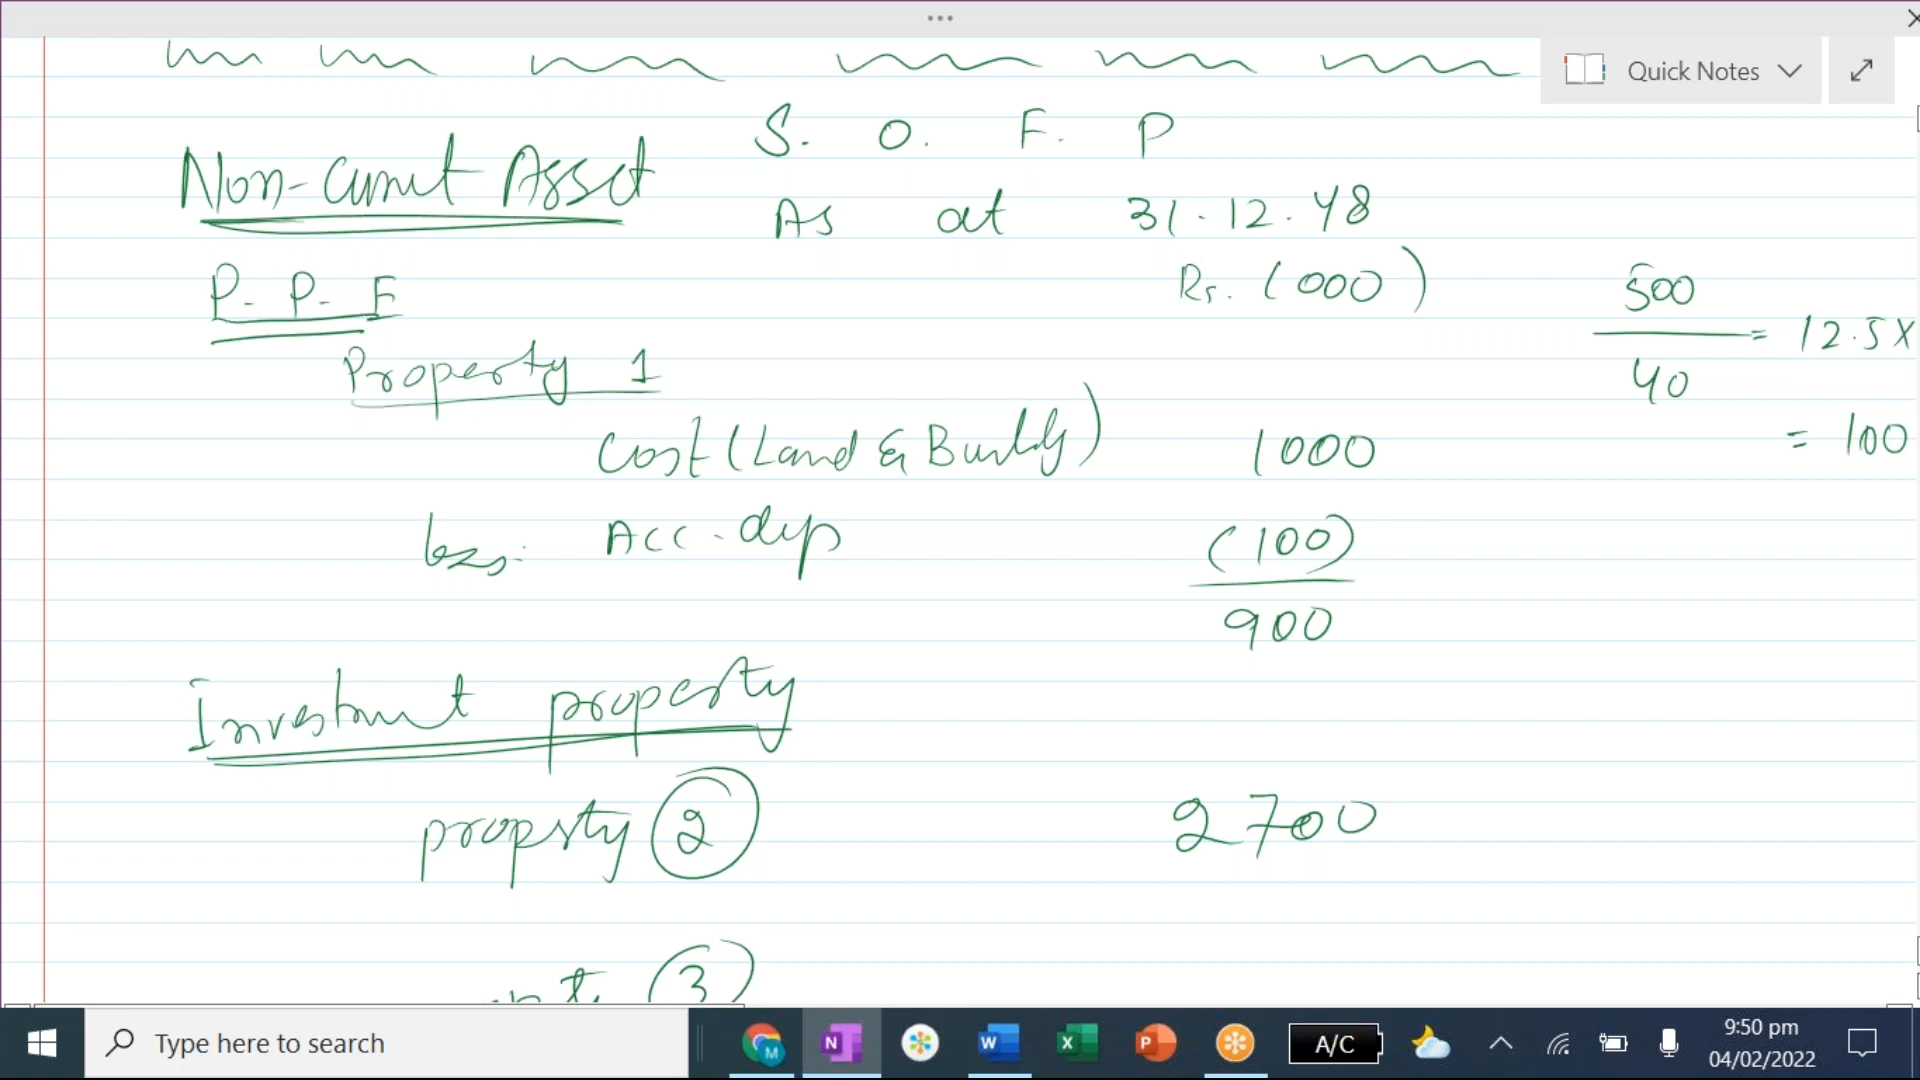 Quick Notes
S. O. F. P
Non-current Asset
As at 31.12.48
P.P.E
Rs. (000)
500
40
= 12.5 X
= 100
Property 1
Cost (Land & Building) 1000
less: Acc. dep (100)
900
Investment property
property 2 2700
3
Type here to search
A/C
9:50 pm
04/02/2022